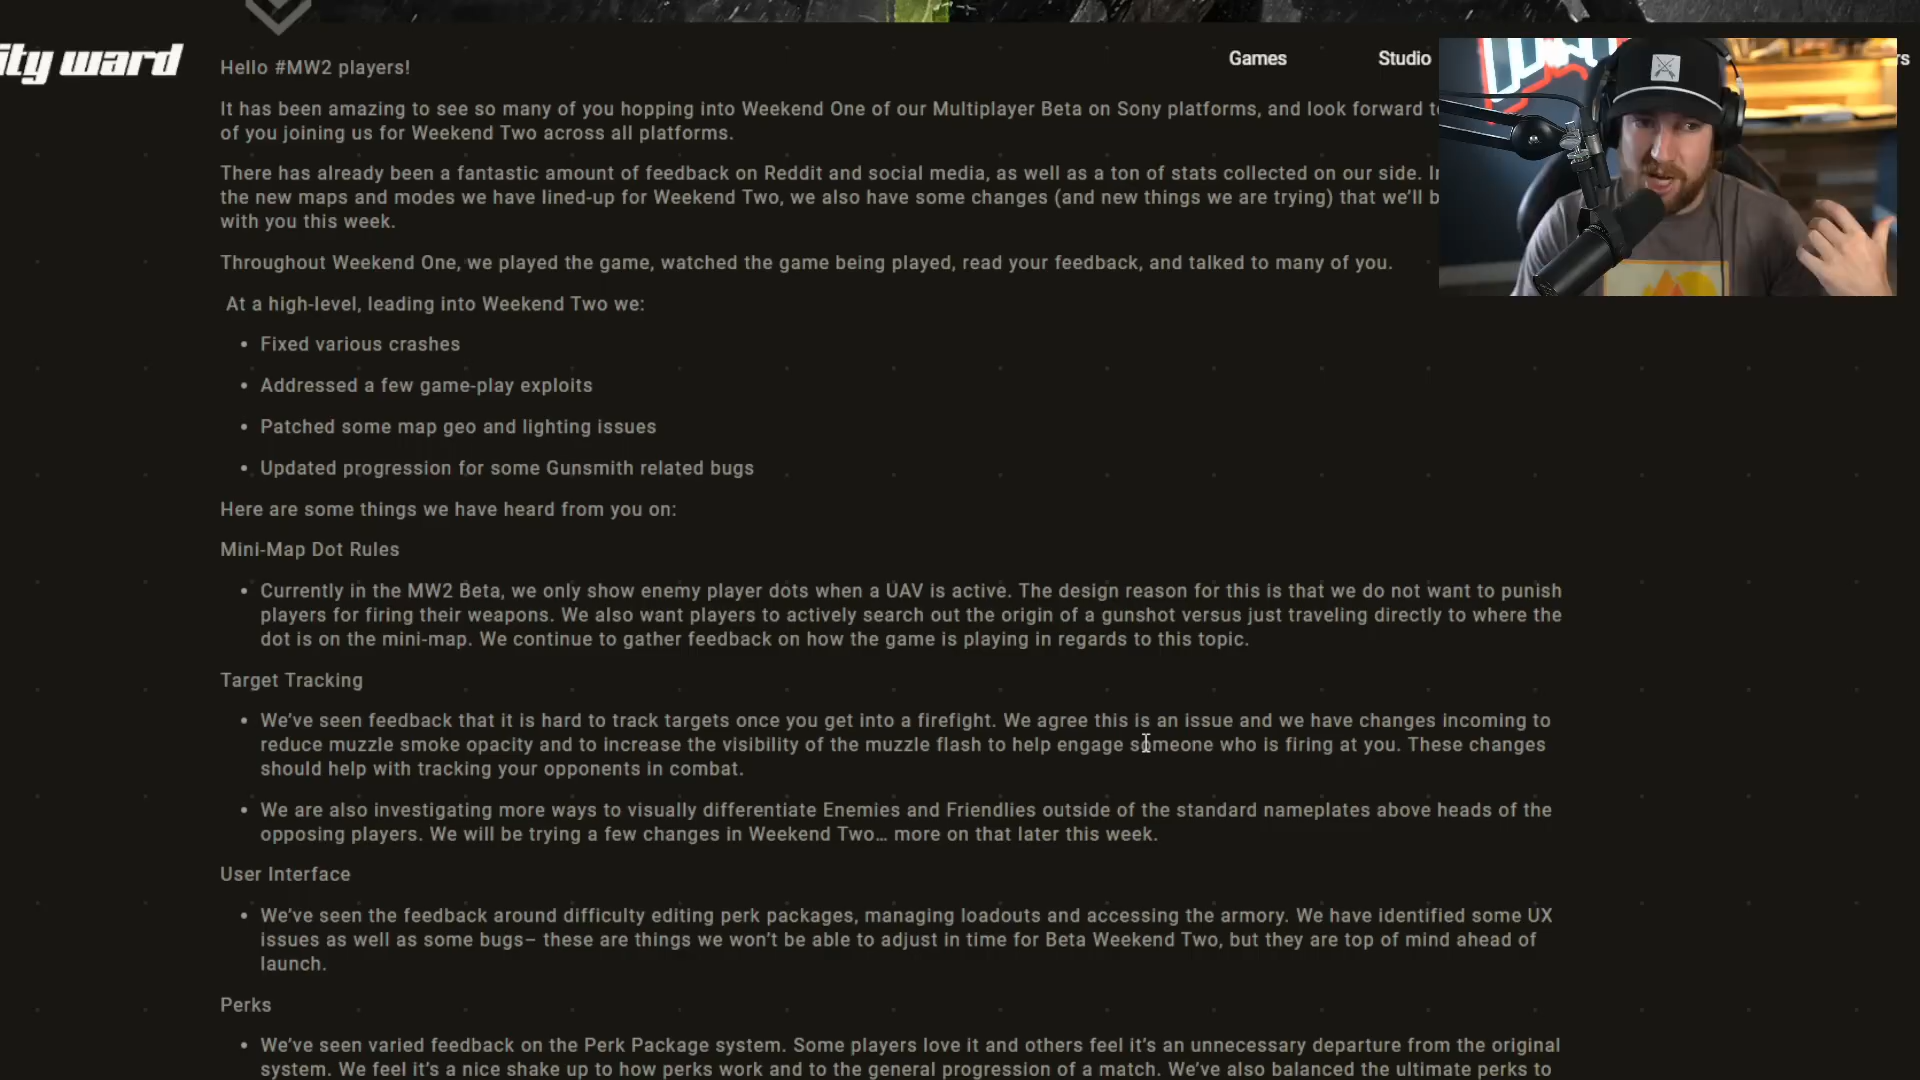 ity ward
Games
Studio
rs
Hello #MW2 players!
It has been amazing to see so many of you hopping into Weekend One of our Multiplayer Beta on Sony platforms, and look forward
of you joining us for Weekend Two across all platforms.
There has already been a fantastic amount of feedback on Reddit and social media, as well as a ton of stats collected on our side.
the new maps and modes we have lined-up for Weekend Two, we also have some changes (and new things we are trying) that we'll
with you this week.
Throughout Weekend One, we played the game, watched the game being played, read your feedback, and talked to many of you.
At a high-level, leading into Weekend Two we:
• Fixed various crashes
• Addressed a few game-play exploits
• Patched some map geo and lighting issues
• Updated progression for some Gunsmith related bugs
Here are some things we have heard from you on:
Mini-Map Dot Rules
• Currently in the MW2 Beta, we only show enemy player dots when a UAV is active. The design reason for this is that we do not want to punish
players for firing their weapons. We also want players to actively search out the origin of a gunshot versus just traveling directly to where the
dot is on the mini-map. We continue to gather feedback on how the game is playing in regards to this topic.
Target Tracking
• We've seen feedback that it is hard to track targets once you get into a firefight. We agree this is an issue and we have changes incoming to
reduce muzzle smoke opacity and to increase the visibility of the muzzle flash to help engage someone who is firing at you. These changes
should help with tracking your opponents in combat.
• We are also investigating more ways to visually differentiate Enemies and Friendlies outside of the standard nameplates above heads of the
opposing players. We will be trying a few changes in Weekend Two… more on that later this week.
User Interface
• We've seen the feedback around difficulty editing perk packages, managing loadouts and accessing the armory. We have identified some UX
issues as well as some bugs– these are things we won't be able to adjust in time for Beta Weekend Two, but they are top of mind ahead of
launch.
Perks
• We've seen varied feedback on the Perk Package system. Some players love it and others feel it's an unnecessary departure from the original
system. We feel it's a nice shake up to how perks work and to the general progression of a match. We've also balanced the ultimate perks to